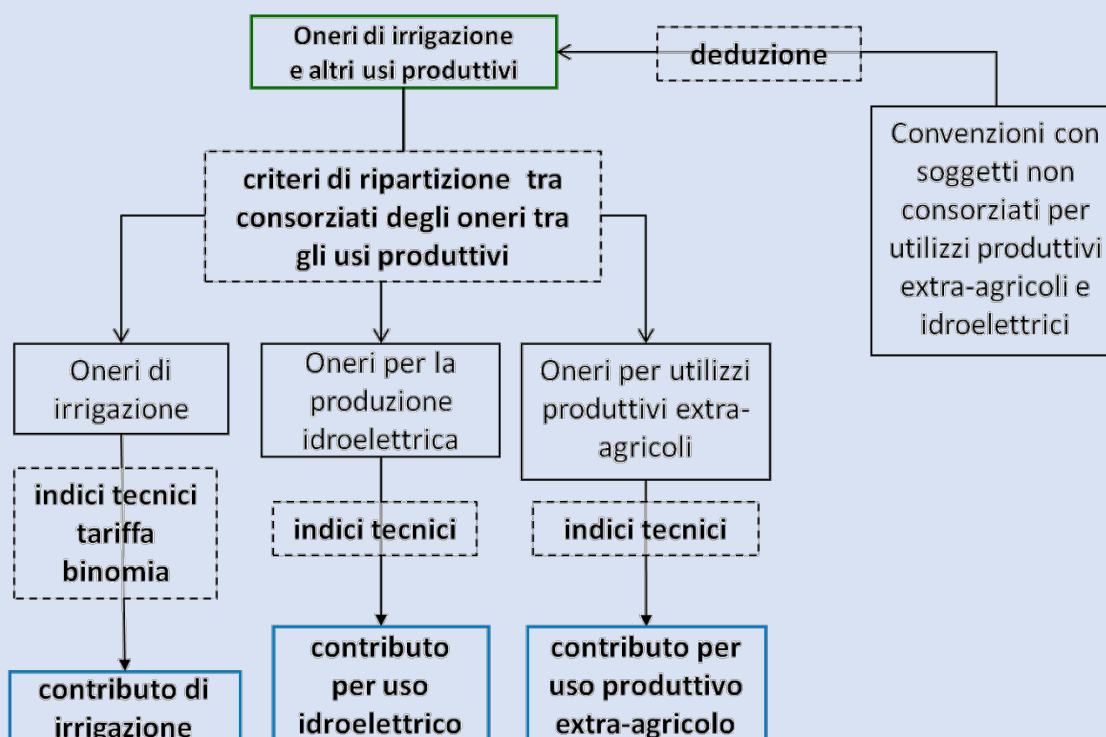 Oneri di irrigazione
e altri usi produttivi
deduzione
Convenzioni con
soggetti non
consorziati per
utilizzi produttivi
extra-agricoli e
idroelettrici
criteri di ripartizione tra
consorziati degli oneri tra
gli usi produttivi
Oneri di
irrigazione
Oneri per la
produzione
idroelettrica
Oneri per utilizzi
produttivi extra-
agricoli
indici tecnici
tariffa
binomia
indici tecnici
indici tecnici
contributo di
irrigazione
contributo
per uso
idroelettrico
contributo per
uso produttivo
extra-agricolo